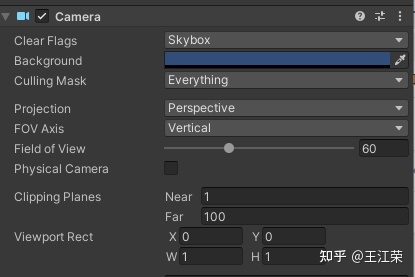 Camera
Clear Flags Skybox
Background
Culling Mask Everything
Projection Perspective
FOV Axis Vertical
Field of View 60
Physical Camera
Clipping Planes Near 1
Far 100
Viewport Rect X 0 Y 0
W 1 H 1
知乎 @王江荣